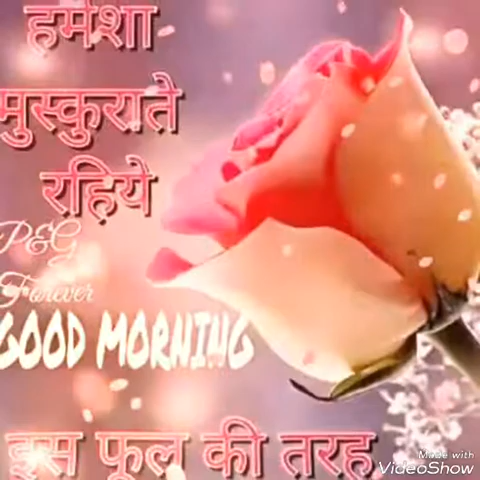 हमेशा
मुस्कुराते
रहिये
P&G
Forever
GOOD MORNING
इस फूल की तरह
Made with
VideoShow